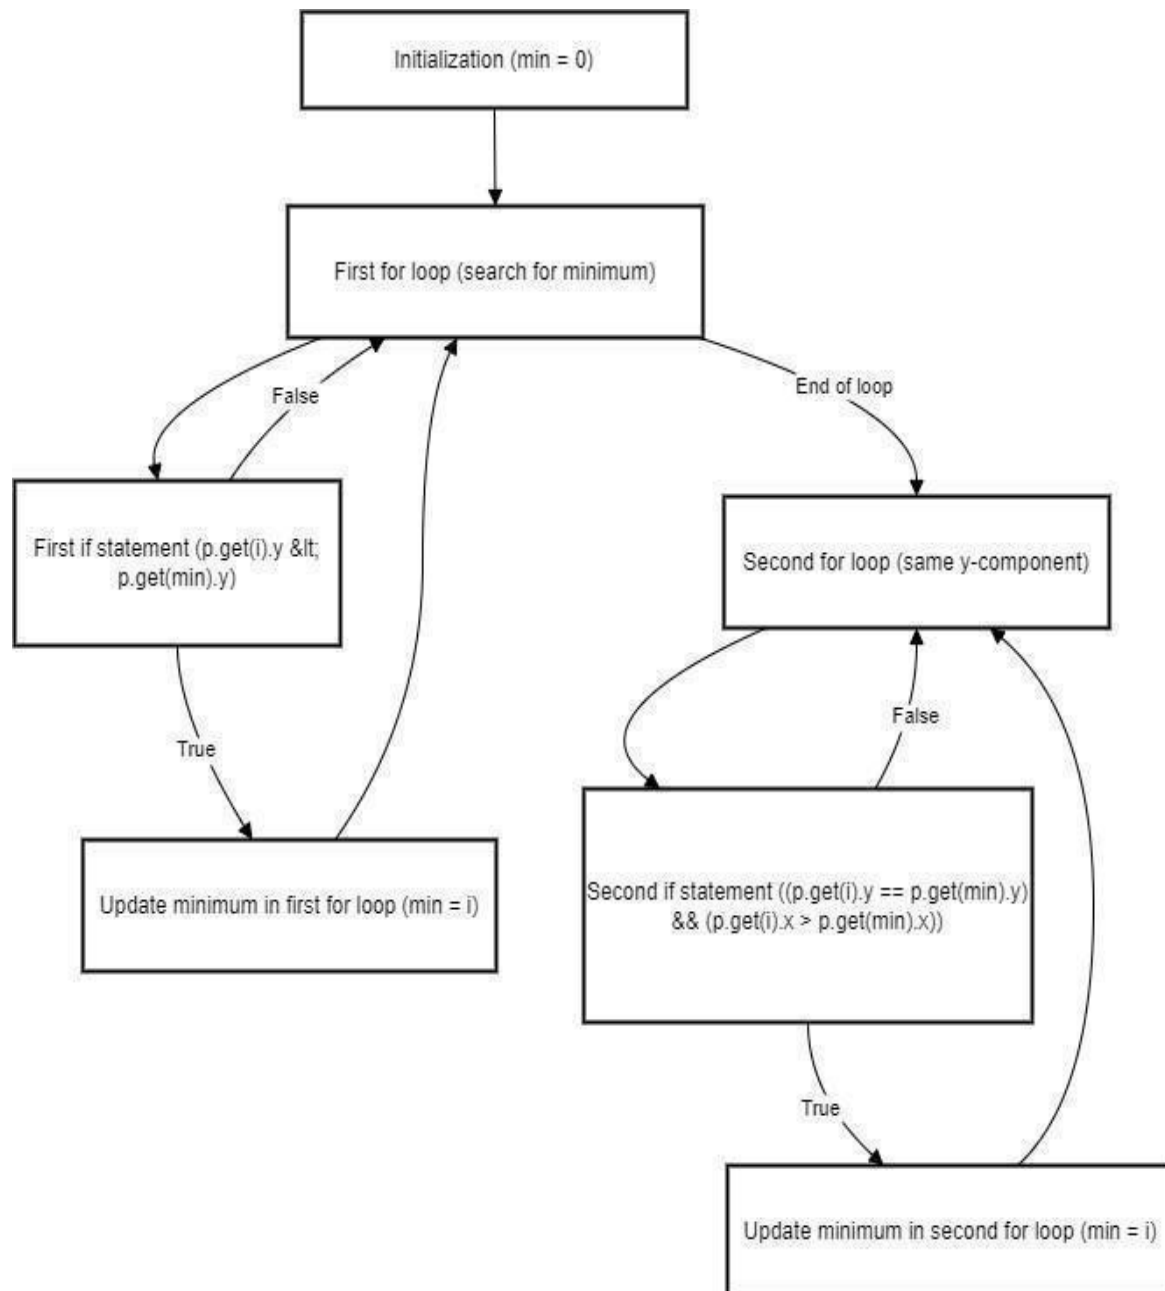 Initialization (min = 0)
First for loop (search for minimum)
False
End of loop
First if statement (p.get(i).y &lt;
p.get(min).y)
Second for loop (same y-component)
False
True
Update minimum in first for loop (min = i)
Second if statement ((p.get(i).y == p.get(min).y)
&& (p.get(i).x > p.get(min).x))
True
Update minimum in second for loop (min = i)